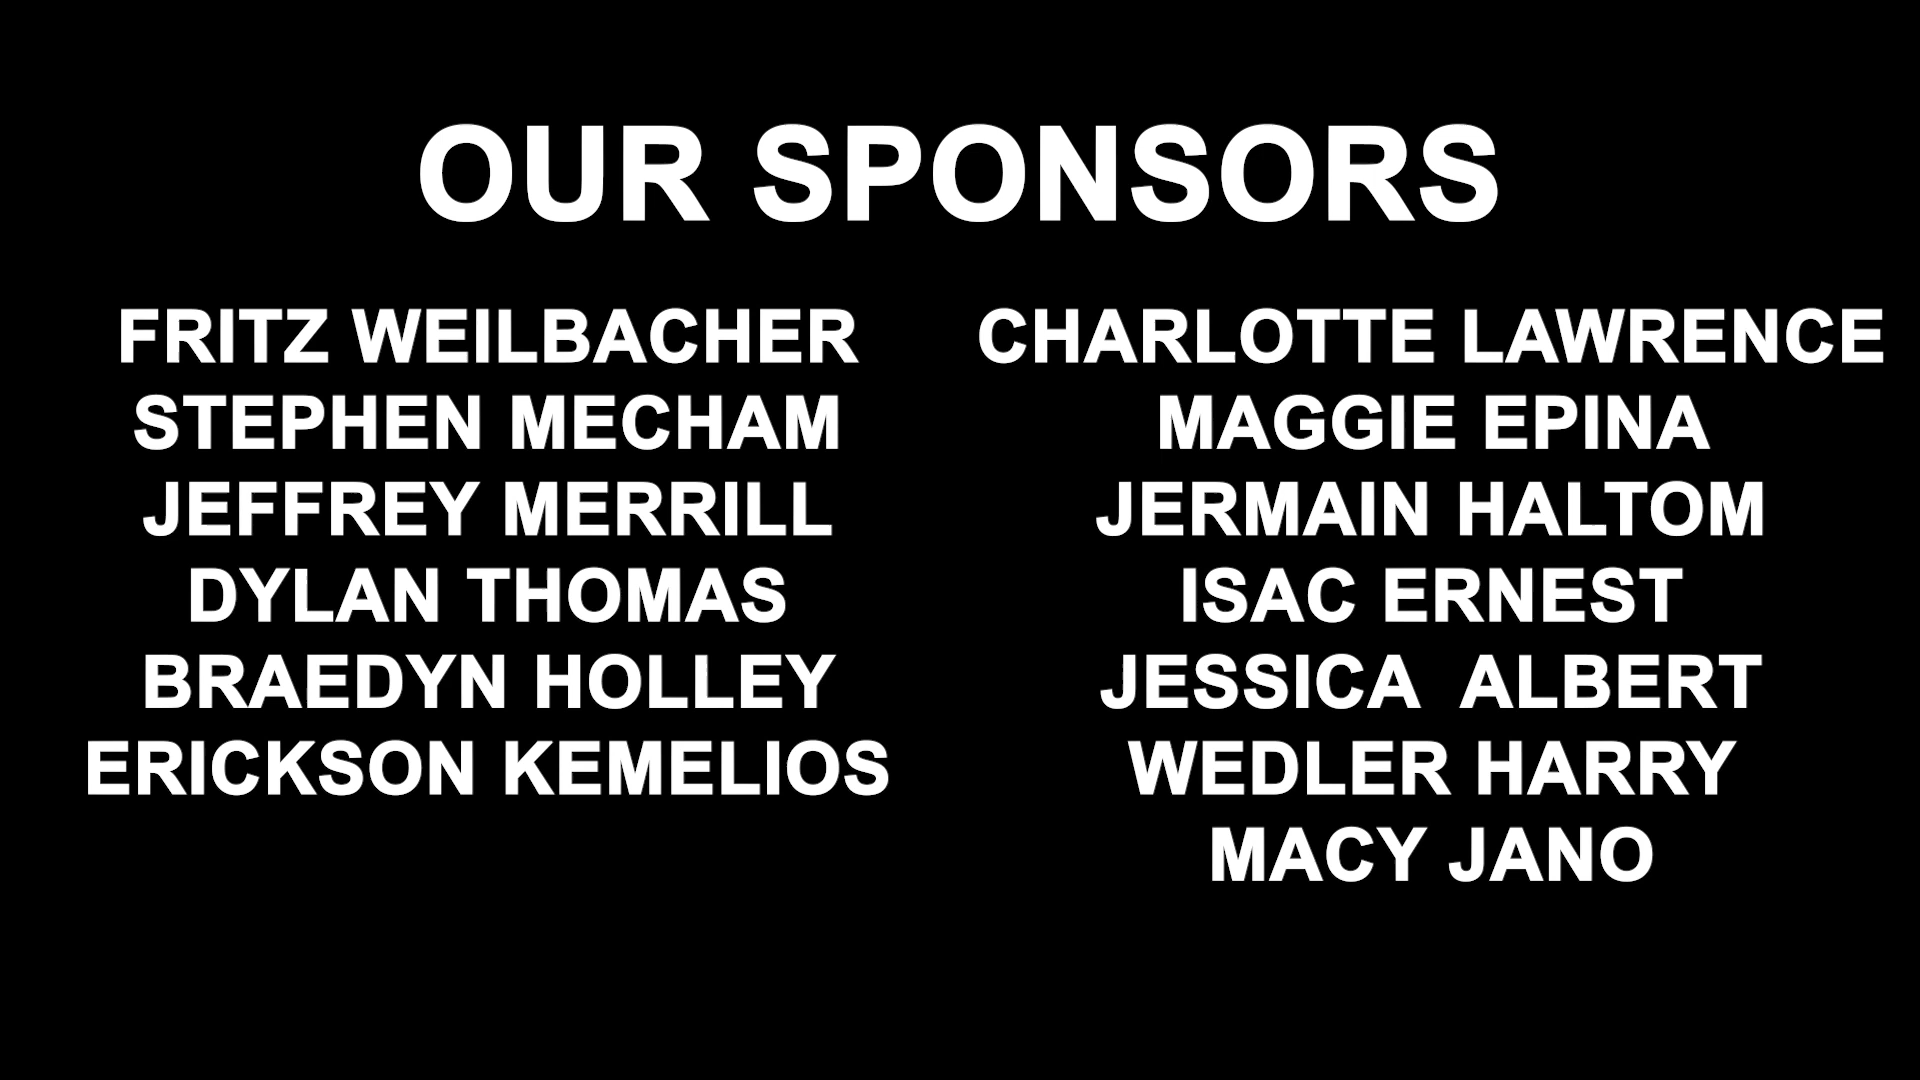 OUR SPONSORS
FRITZ WEILBACHER
STEPHEN MECHAM
JEFFREY MERRILL
DYLAN THOMAS
BRAEDYN HOLLEY
ERICKSON KEMELIOS
CHARLOTTE LAWRENCE
MAGGIE EPINA
JERMAIN HALTOM
ISAC ERNEST
JESSICA  ALBERT
WEDLER HARRY
MACY JANO